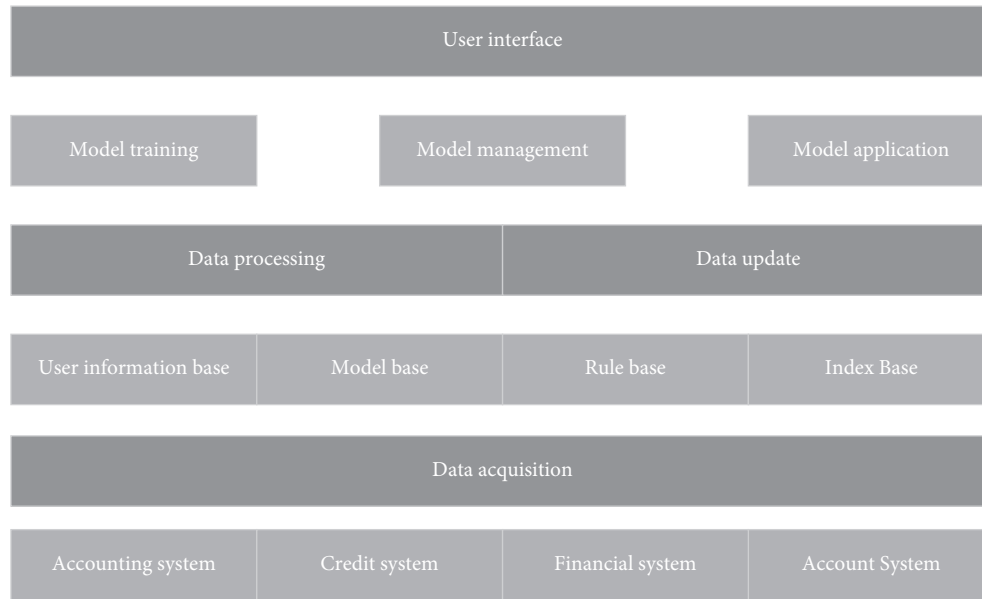 User interface
Model training
Model management
Model application
Data processing
Data update
User information base
Model base
Rule base
Index Base
Data acquisition
Accounting system
Credit system
Financial system
Account System